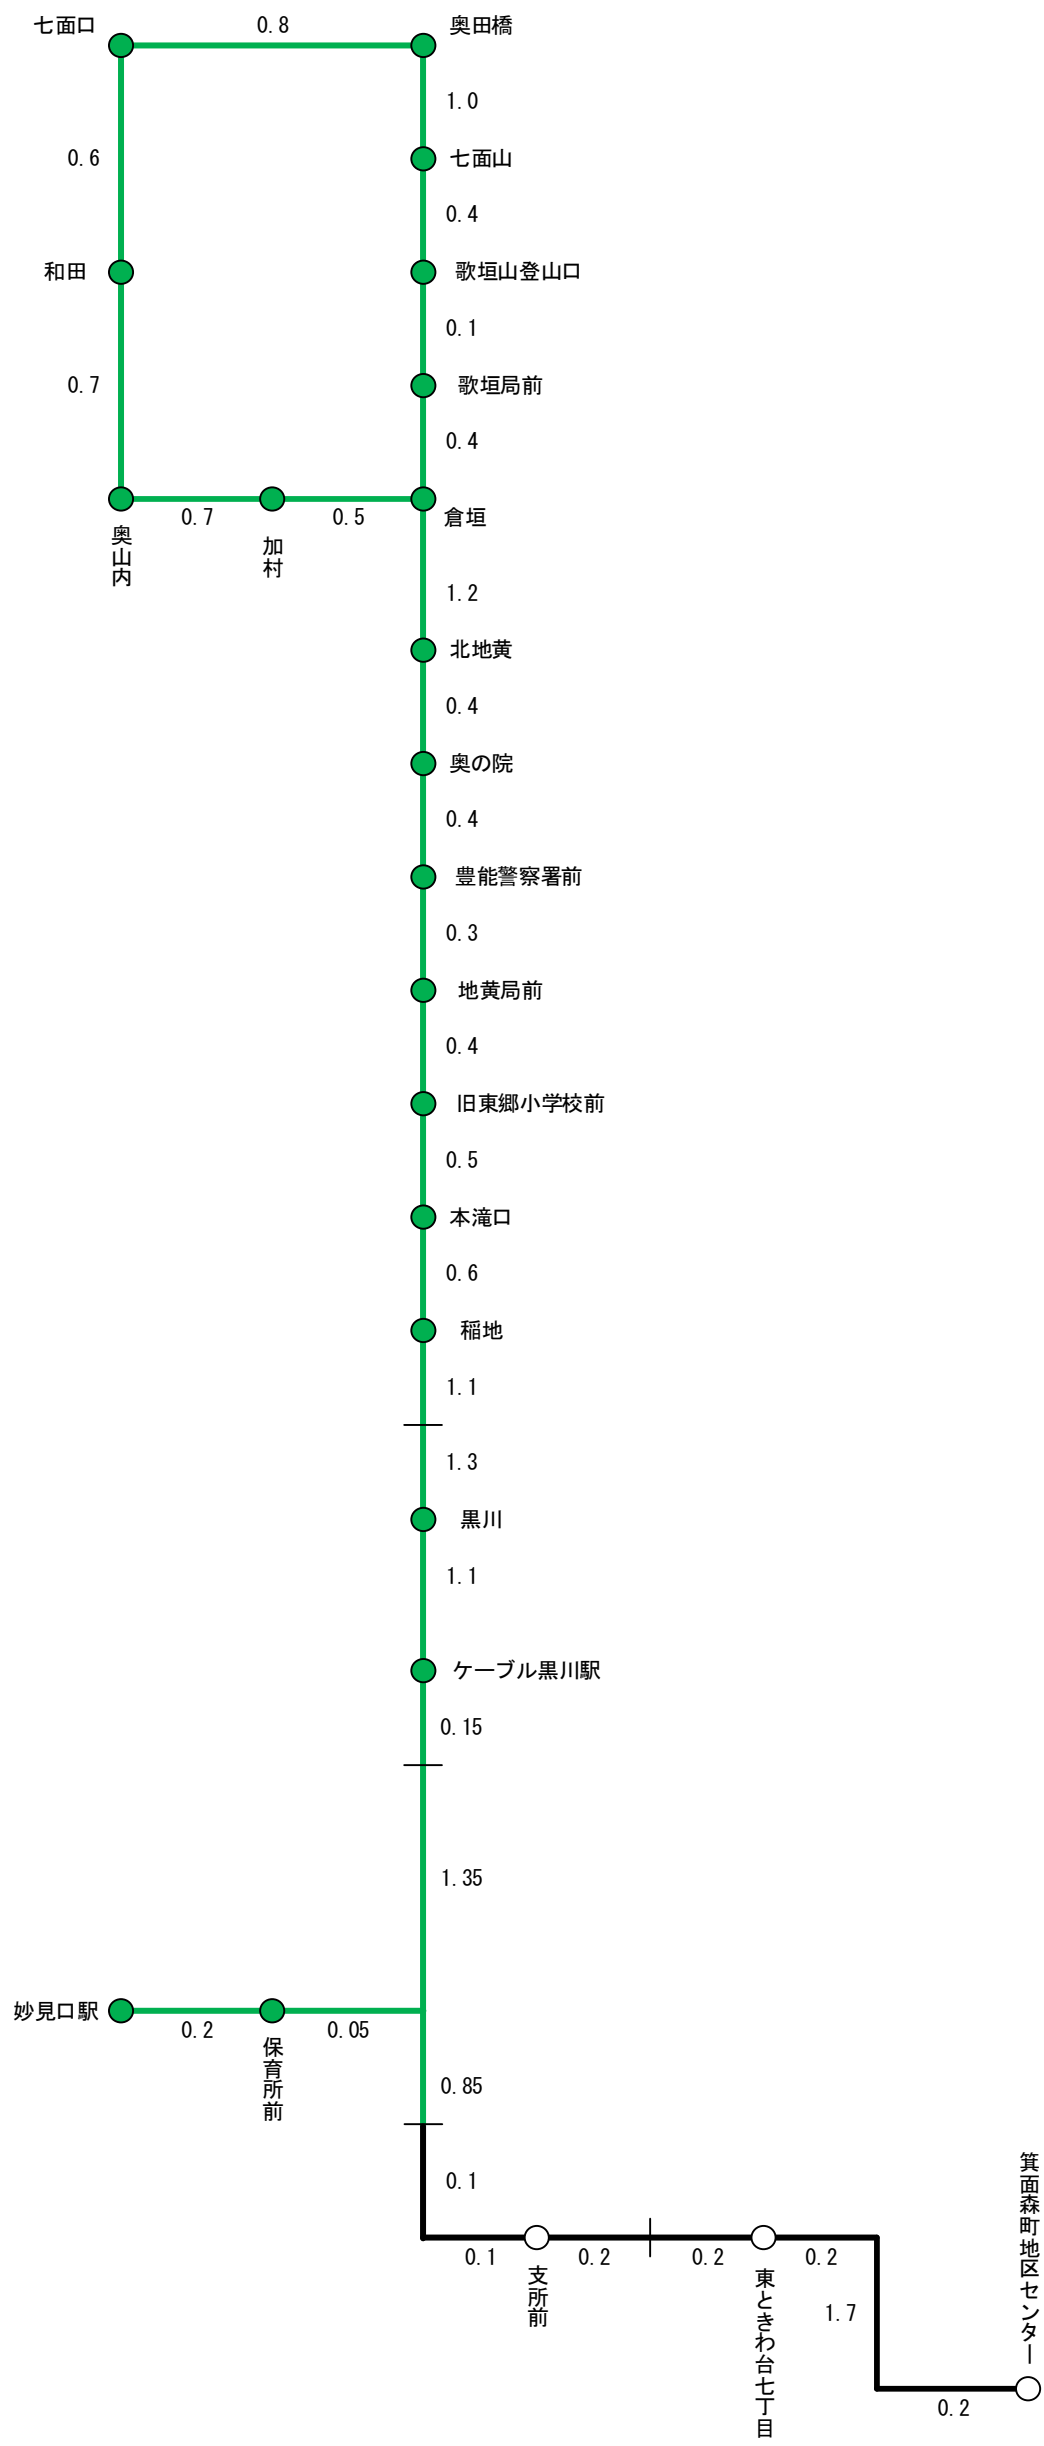 七面口
0.8
奥田橋
1.0
0.6
七面山
0.4
和田
歌垣山登山口
0.1
0.7
歌垣局前
0.4
0.7
0.5
倉垣
奥山内
加村
1.2
北地黄
0.4
奥の院
0.4
豊能警察署前
0.3
地黄局前
0.4
旧東郷小学校前
0.5
本滝口
0.6
稲地
1.1
1.3
黒川
1.1
ケーブル黒川駅
0.15
1.35
妙見口駅
0.2
0.05
保育所前
0.85
0.1
箕面森町地区センター
0.1
0.2
0.2
0.2
支所前
東ときわ台七丁目
1.7
0.2